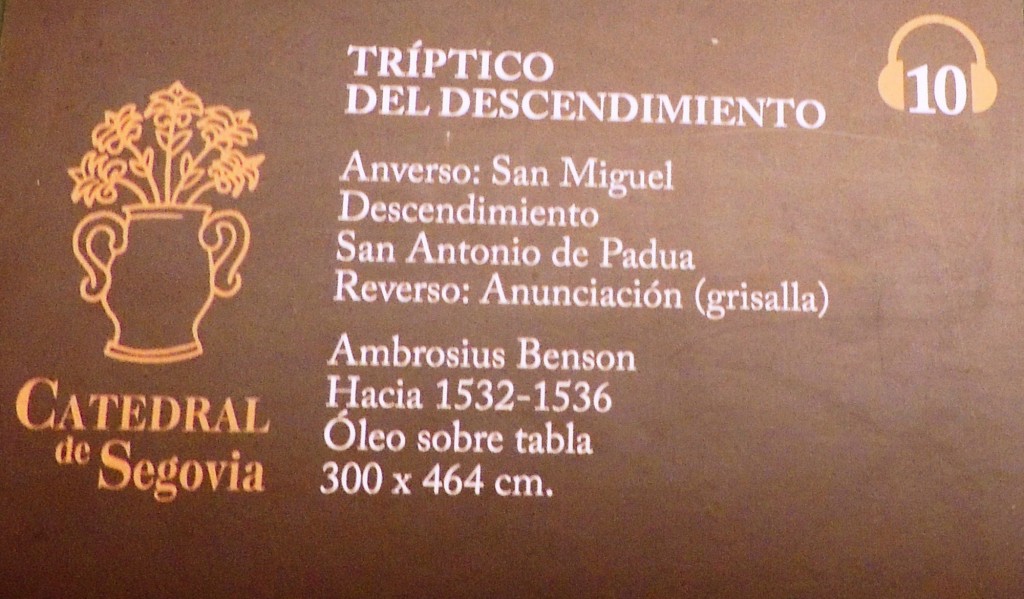 TRÍPTICO
DEL DESCENDIMIENTO
10
Anverso: San Miguel
Descendimiento
San Antonio de Padua
Reverso: Anunciación (grisalla)
Ambrosius Benson
Hacia 1532-1536
Óleo sobre tabla
300 x 464 cm.
CATEDRAL
de Segovia